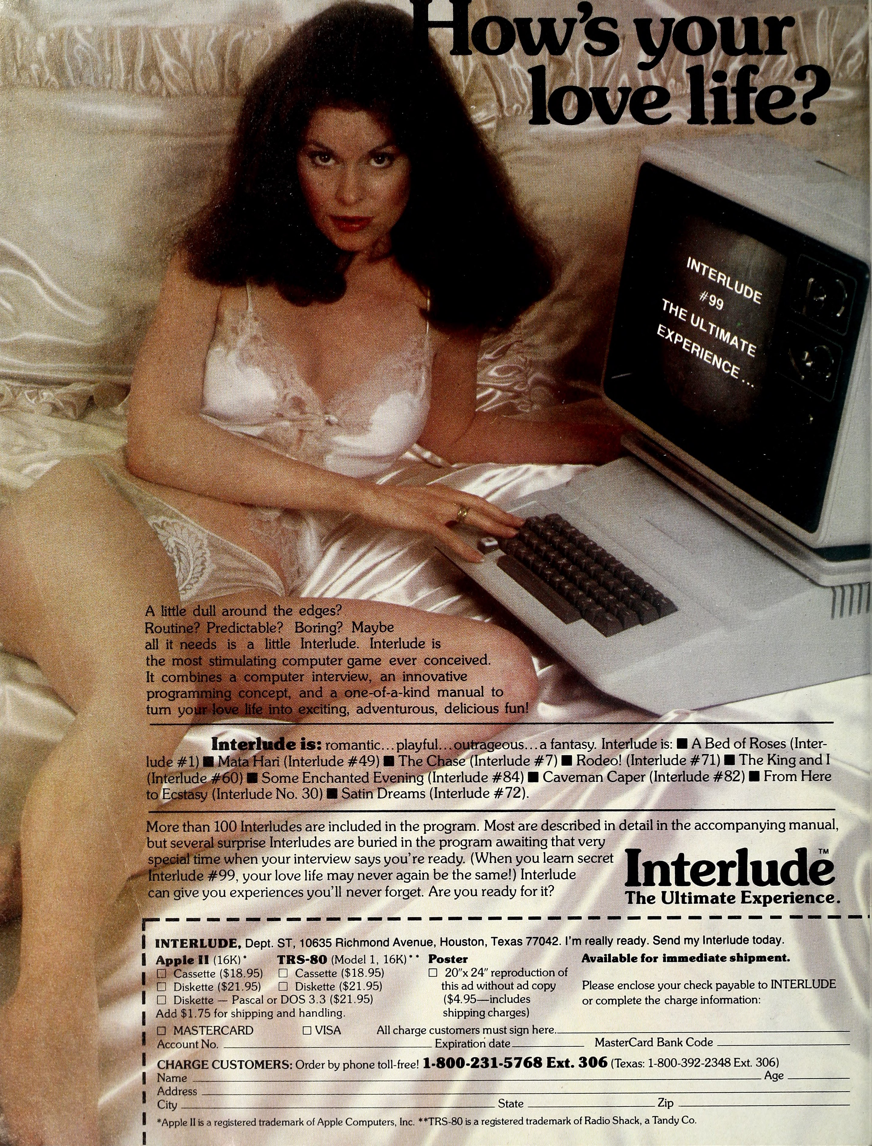 How's your
love life?
INTERLUDE
#99
THE ULTIMATE
EXPERIENCE...
A little dull around the edges?
Routine? Predictable? Boring? Maybe
all it needs is a little Interlude. Interlude is
the most stimulating computer game ever conceived.
It combines a computer interview, an innovative
programming concept, and a one-of-a-kind manual to
turn your love life into exciting, adventurous, delicious fun!
Interlude is: romantic...playful...outrageous...a fantasy. Interlude is: ■ A Bed of Roses (Inter-
lude #1) ■ Mata Hari (Interlude #49) ■ The Chase (Interlude #7) ■ Rodeo! (Interlude #71) ■ The King and I
(Interlude #60) ■ Some Enchanted Evening (Interlude #84) ■ Caveman Caper (Interlude #82) ■ From Here
to Ecstasy (Interlude No. 30) ■ Satin Dreams (Interlude #72).
More than 100 Interludes are included in the program. Most are described in detail in the accompanying manual,
but several surprise Interludes are buried in the program awaiting that very
special time when your interview says you're ready. (When you learn secret
Interlude #99, your love life may never again be the same!) Interlude
can give you experiences you'll never forget. Are you ready for it?
Interlude™
The Ultimate Experience.
INTERLUDE, Dept. ST, 10635 Richmond Avenue, Houston, Texas 77042. I'm really ready. Send my Interlude today.
Apple II (16K)* TRS-80 (Model 1, 16K)** Poster Available for immediate shipment.
☐ Cassette ($18.95) ☐ Cassette ($18.95) ☐ 20"x 24" reproduction of
☐ Diskette ($21.95) ☐ Diskette ($21.95) this ad without ad copy Please enclose your check payable to INTERLUDE
☐ Diskette — Pascal or DOS 3.3 ($21.95) ($4.95—includes or complete the charge information:
Add $1.75 for shipping and handling. shipping charges)
☐ MASTERCARD ☐ VISA All charge customers must sign here.
Account No. Expiration date MasterCard Bank Code
CHARGE CUSTOMERS: Order by phone toll-free! 1-800-231-5768 Ext. 306 (Texas: 1-800-392-2348 Ext. 306)
Name Age
Address
City State Zip
*Apple II is a registered trademark of Apple Computers, Inc. **TRS-80 is a registered trademark of Radio Shack, a Tandy Co.